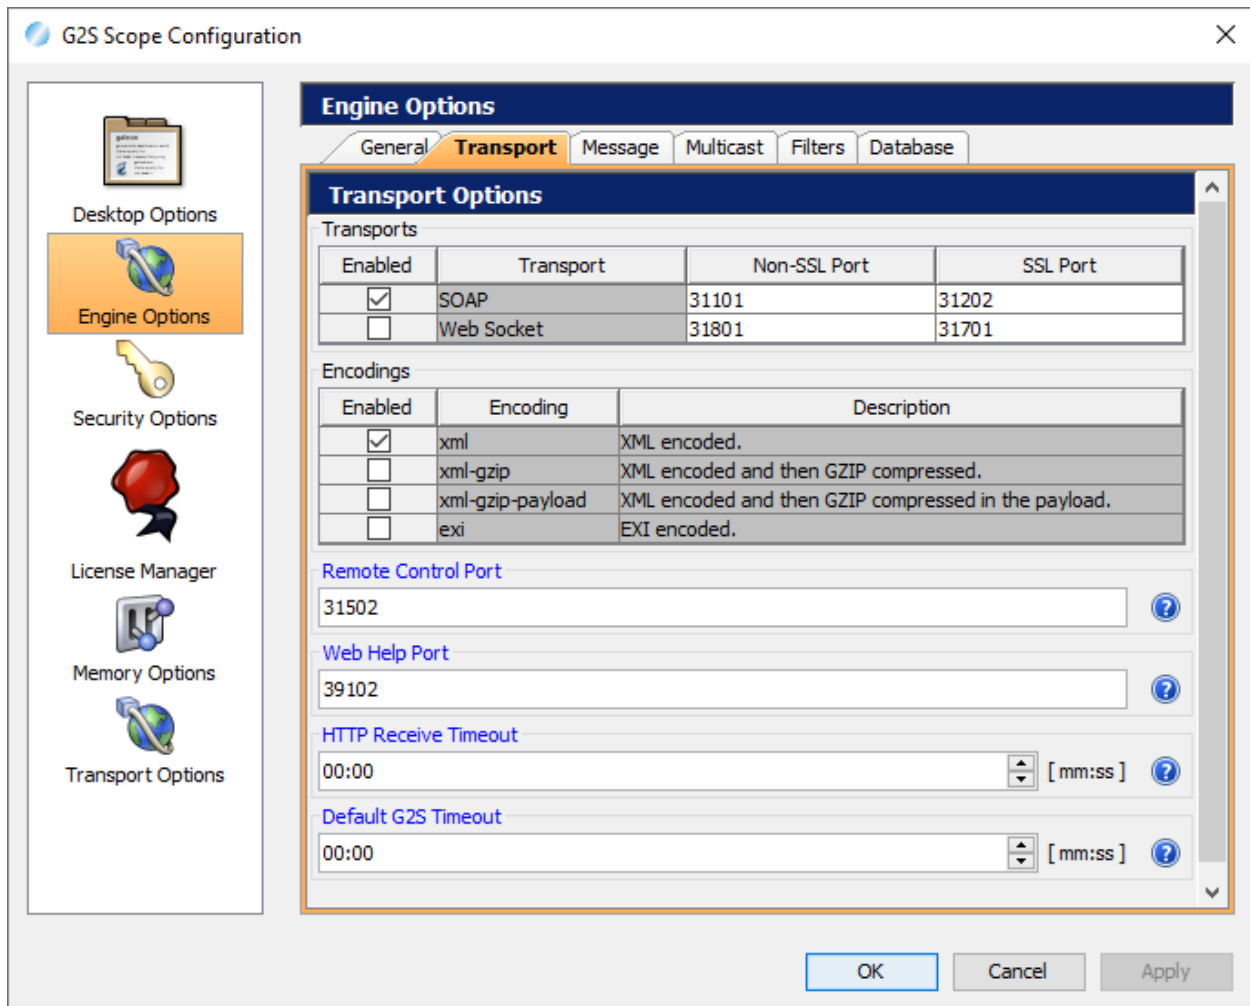 G2S Scope Configuration
Desktop Options
Engine Options
Security Options
License Manager
Memory Options
Transport Options
Engine Options
General Transport Message Multicast Filters Database
Transport Options
Transports
Enabled Transport Non-SSL Port SSL Port
SOAP 31101 31202
Web Socket 31801 31701
Encodings
Enabled Encoding Description
xml XML encoded.
xml-gzip XML encoded and then GZIP compressed.
xml-gzip-payload XML encoded and then GZIP compressed in the payload.
exi EXI encoded.
Remote Control Port
31502
Web Help Port
39102
HTTP Receive Timeout
00:00 [ mm:ss ]
Default G2S Timeout
00:00 [ mm:ss ]
OK Cancel Apply